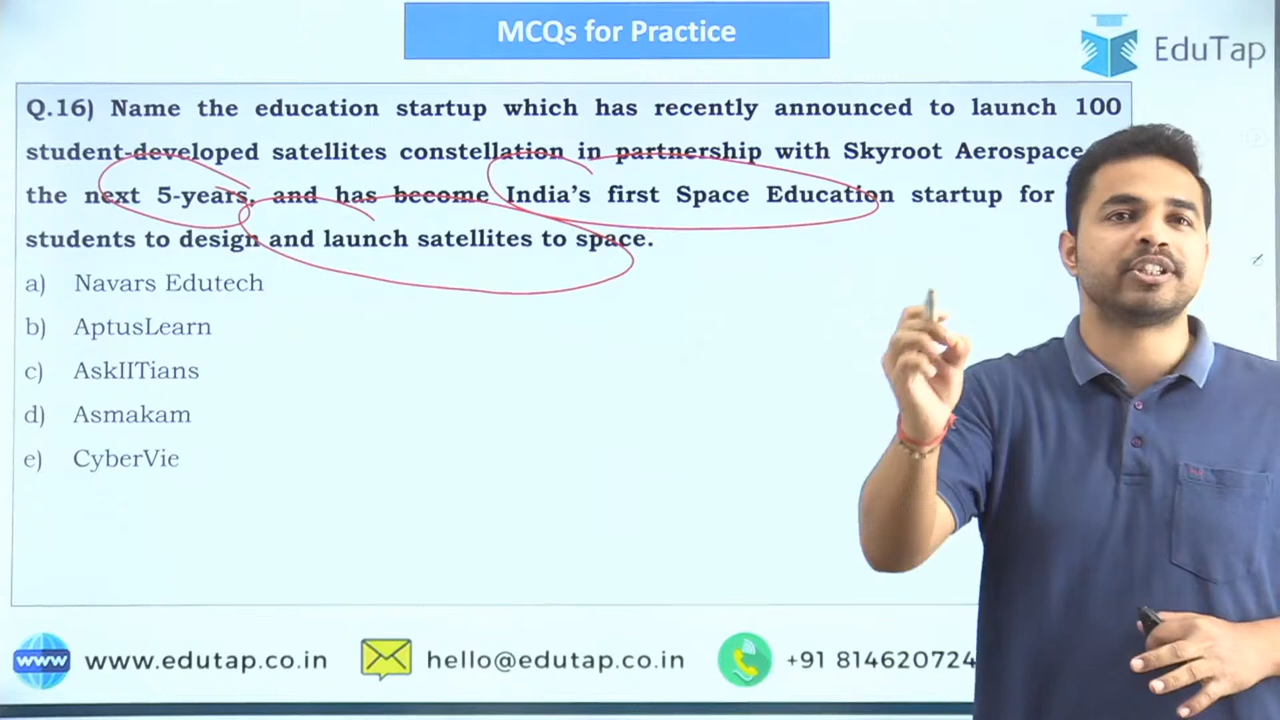 MCQs for Practice
EduTap
Q.16) Name the education startup which has recently announced to launch 100
student-developed satellites constellation in partnership with Skyroot Aerospace
the next 5-years, and has become India's first Space Education startup for
students to design and launch satellites to space.
a) Navars Edutech
b) AptusLearn
c) AskIITians
d) Asmakam
e) CyberVie
www www.edutap.co.in hello@edutap.co.in +91 814620724